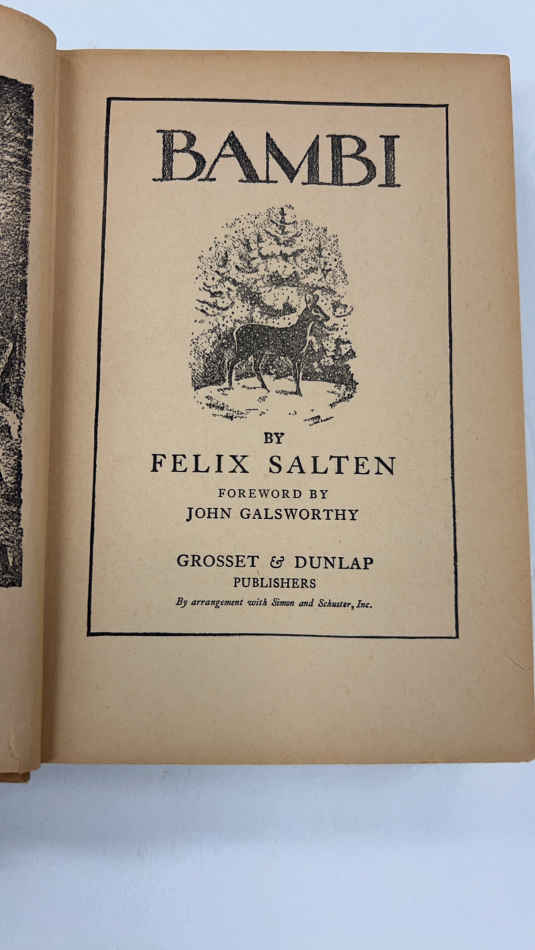 BAMBI
BY
FELIX SALTEN
FOREWORD BY
JOHN GALSWORTHY
GROSSET & DUNLAP
PUBLISHERS
By arrangement with Simon and Schuster, Inc.